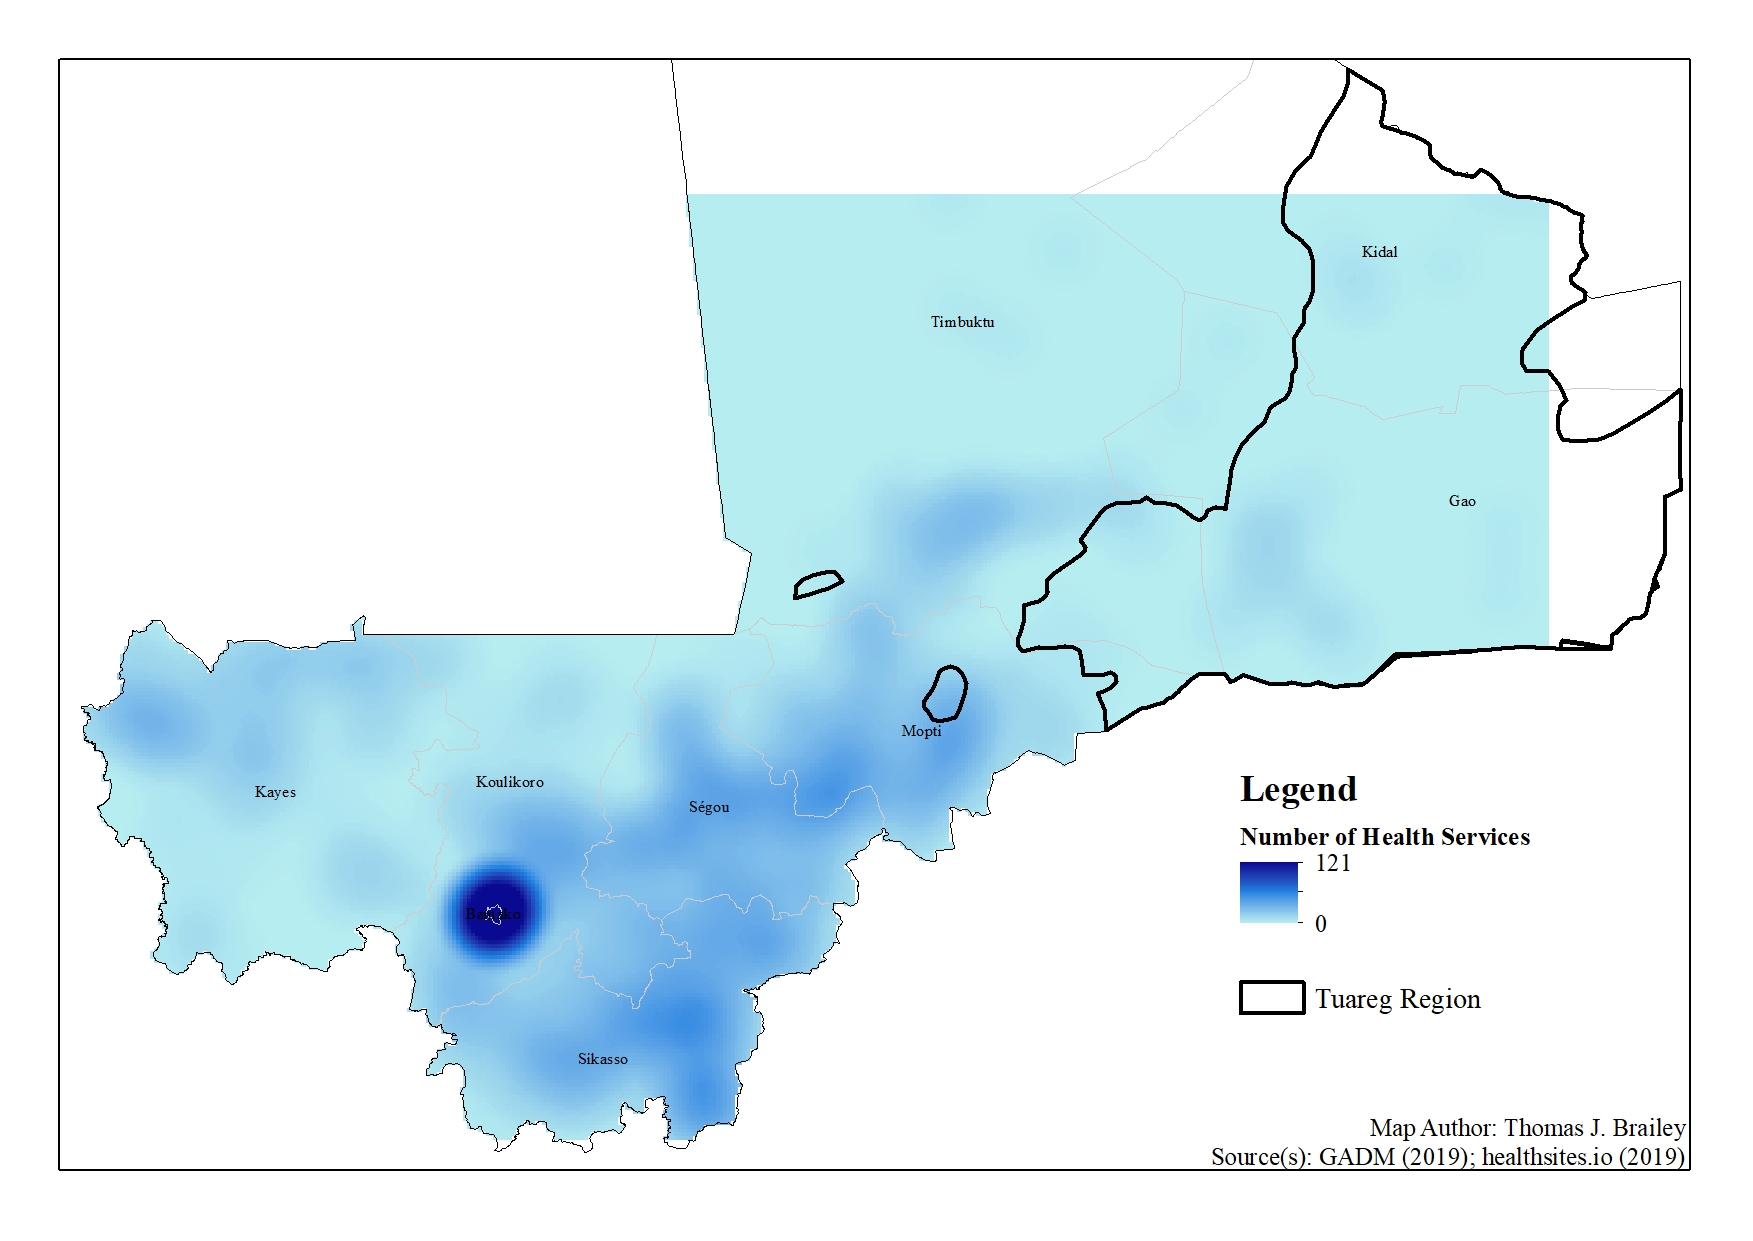 Kidal
Timbuktu
Gao
Mopti
Koulikoro
Kayes
Ségou
Bamako
Sikasso
Legend
Number of Health Services
121
0
Tuareg Region
Map Author: Thomas J. Brailey
Source(s): GADM (2019); healthsites.io (2019)